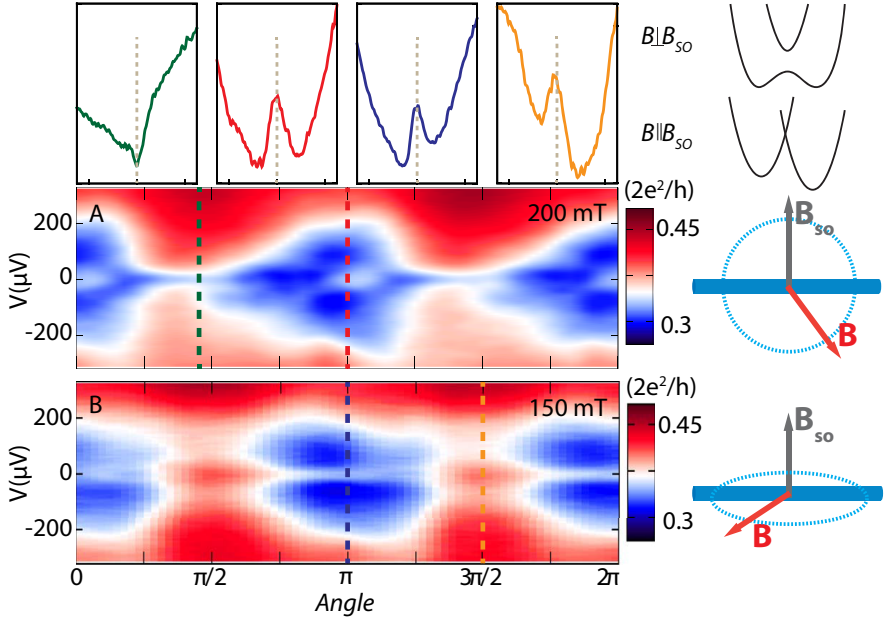 B⊥B_SO
B∥B_SO
A
200 mT
(2e²/h)
0.45
0.3
V(μV)
200
0
-200
B_so
B
B
150 mT
(2e²/h)
0.45
0.3
V(μV)
200
0
-200
B_so
B
0 π/2 π 3π/2 2π
Angle